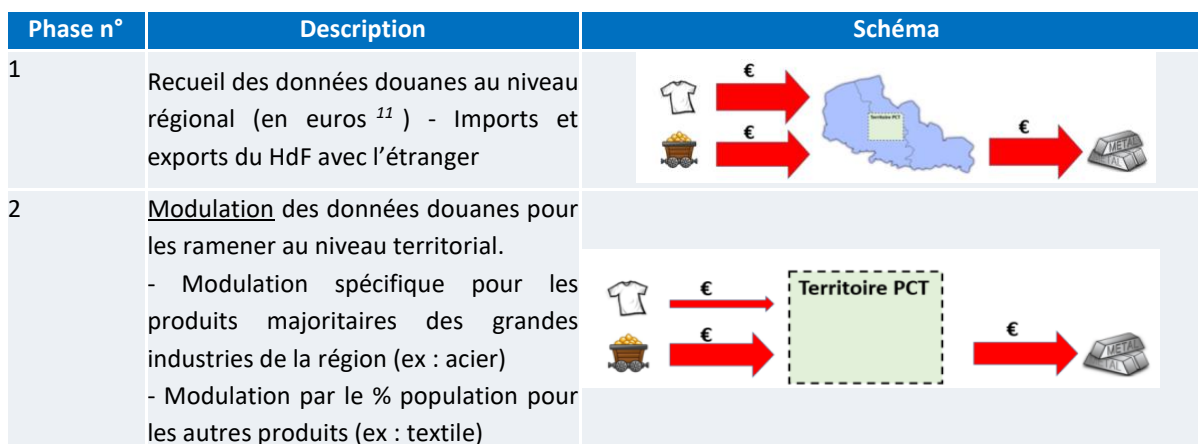 Phase n° Description Schéma
1
Recueil des données douanes au niveau
régional (en euros 11 ) - Imports et
exports du HdF avec l'étranger
€
€
Territoire PCT
€
METAL
2
Modulation des données douanes pour
les ramener au niveau territorial.
- Modulation spécifique pour les
produits majoritaires des grandes
industries de la région (ex : acier)
- Modulation par le % population pour
les autres produits (ex : textile)
€
€
Territoire PCT
€
METAL